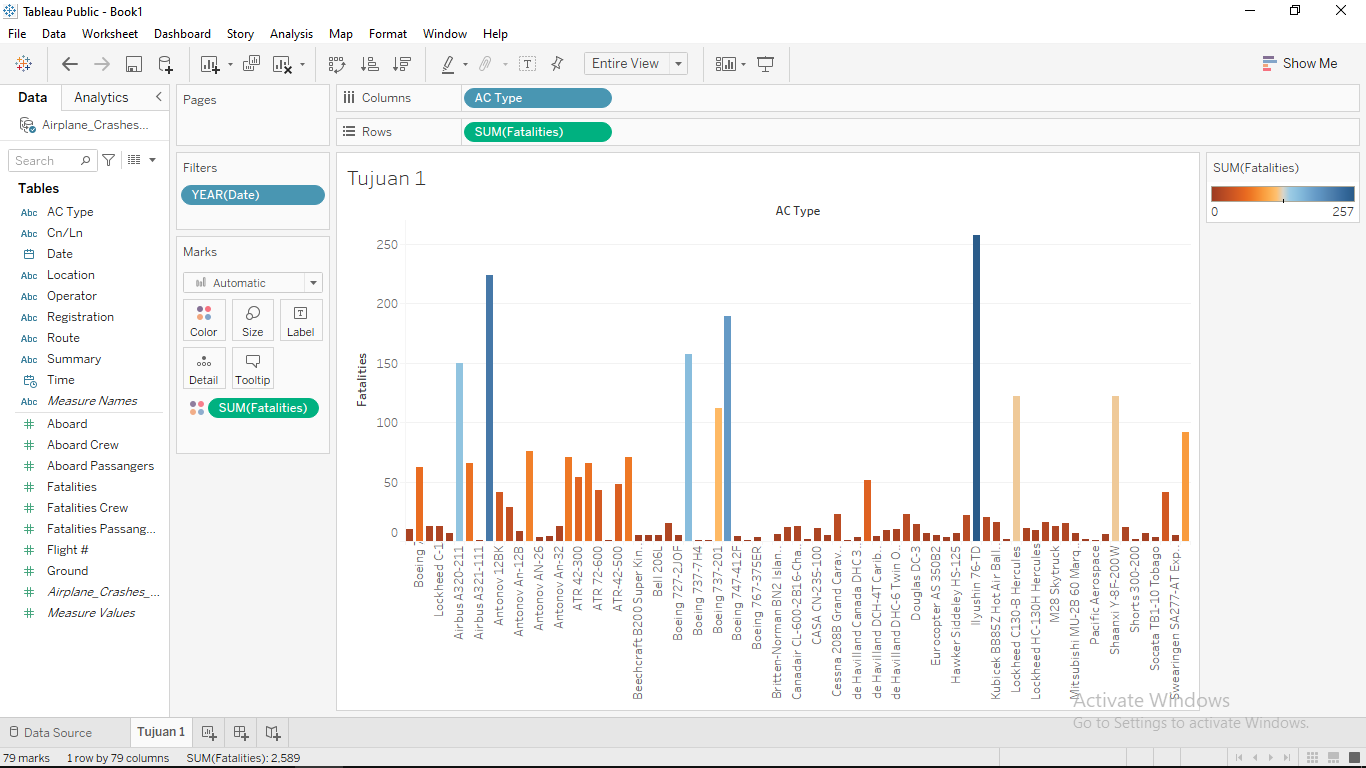 Tableau Public - Book1
File Data Worksheet Dashboard Story Analysis Map Format Window Help
Entire View
Show Me
Data Analytics
Airplane_Crashes...
Search
Tables
Abc AC Type
Abc Cn/Ln
Date
Abc Location
Abc Operator
Abc Registration
Abc Route
Abc Summary
Time
Abc Measure Names
# Aboard
# Aboard Crew
# Aboard Passangers
# Fatalities
# Fatalities Crew
# Fatalities Passang...
# Flight #
# Ground
# Airplane_Crashes_...
# Measure Values
Pages
Filters
YEAR(Date)
Marks
Automatic
Color Size Label
Detail Tooltip
SUM(Fatalities)
Columns AC Type
Rows SUM(Fatalities)
Tujuan 1
AC Type
Fatalities
250
200
150
100
50
0
Boeing .
Lockheed C-1
Airbus A320-211
Airbus A321-111
Antonov 12BK
Antonov An-12B
Antonov AN-26
Antonov An-32
ATR 42-300
ATR 72-600
ATR-42-500
Beechcraft B200 Super Kin..
Bell 206L
Boeing 727-2J0F
Boeing 737-7H4
Boeing 737-201
Boeing 747-412F
Boeing 767-375ER
Britten-Norman BN2 Islan..
Canadair CL-600-2B16-Cha..
CASA CN-235-100
Cessna 208B Grand Carav..
de Havilland Canada DHC 3..
de Havilland DCH-4T Carib..
de Havilland DHC-6 Twin O..
Douglas DC-3
Eurocopter AS 350B2
Hawker Siddeley HS-125
Ilyushin 76-TD
Kubicek BB85Z Hot Air Ball..
Lockheed C130-B Hercules
Lockheed HC-130H Hercules
M28 Skytruck
Mitsubishi MU-2B 60 Marq..
Pacific Aerospace
Shaanxi Y-8F-200W
Shorts 300-200
Socata TB1-10 Tobago
Swearingen SA277-AT Exp..
SUM(Fatalities)
0 257
Activate Windows
Go to Settings to activate Windows.
Data Source Tujuan 1
79 marks 1 row by 79 columns SUM(Fatalities): 2,589